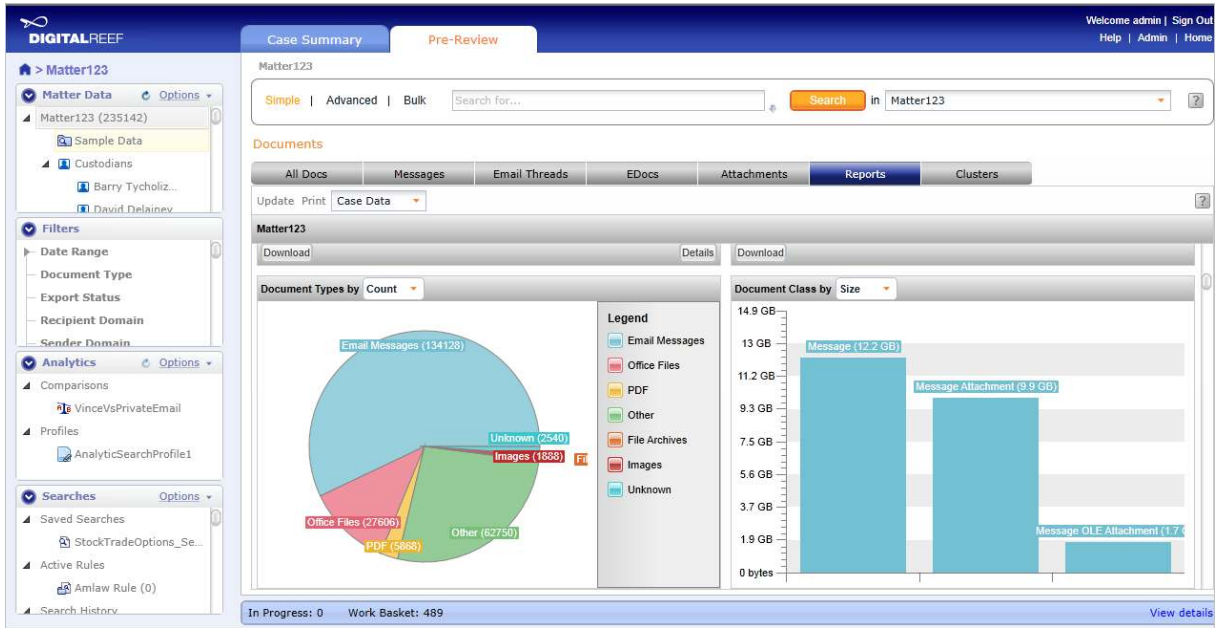 DIGITALREEF
Case Summary
Pre-Review
Welcome admin | Sign Out
Help | Admin | Home
> Matter123
Matter Data
Options
Matter123 (235142)
Sample Data
Custodians
Barry Tycholiz...
David Delainey
Filters
Date Range
Document Type
Export Status
Recipient Domain
Sender Domain
Analytics
Options
Comparisons
VinceVsPrivateEmail
Profiles
AnalyticSearchProfile1
Searches
Options
Saved Searches
StockTradeOptions_Se...
Active Rules
Amlaw Rule (0)
Search History
Matter123
Simple | Advanced | Bulk
Search for...
Search
in
Matter123
?
Documents
All Docs
Messages
Email Threads
EDocs
Attachments
Reports
Clusters
Update Print
Case Data
?
Matter123
Download
Details
Download
Document Types by
Count
Email Messages (134128)
Unknown (2540)
Images (1888)
Fil
Office Files (27606)
Other (62750)
PDF (5868)
Legend
Email Messages
Office Files
PDF
Other
File Archives
Images
Unknown
Document Class by
Size
14.9 GB
13 GB
11.2 GB
9.3 GB
7.5 GB
5.6 GB
3.7 GB
1.9 GB
0 bytes
Message (12.2 GB)
Message Attachment (9.9 GB)
Message OLE Attachment (1.7
In Progress: 0
Work Basket: 489
View details